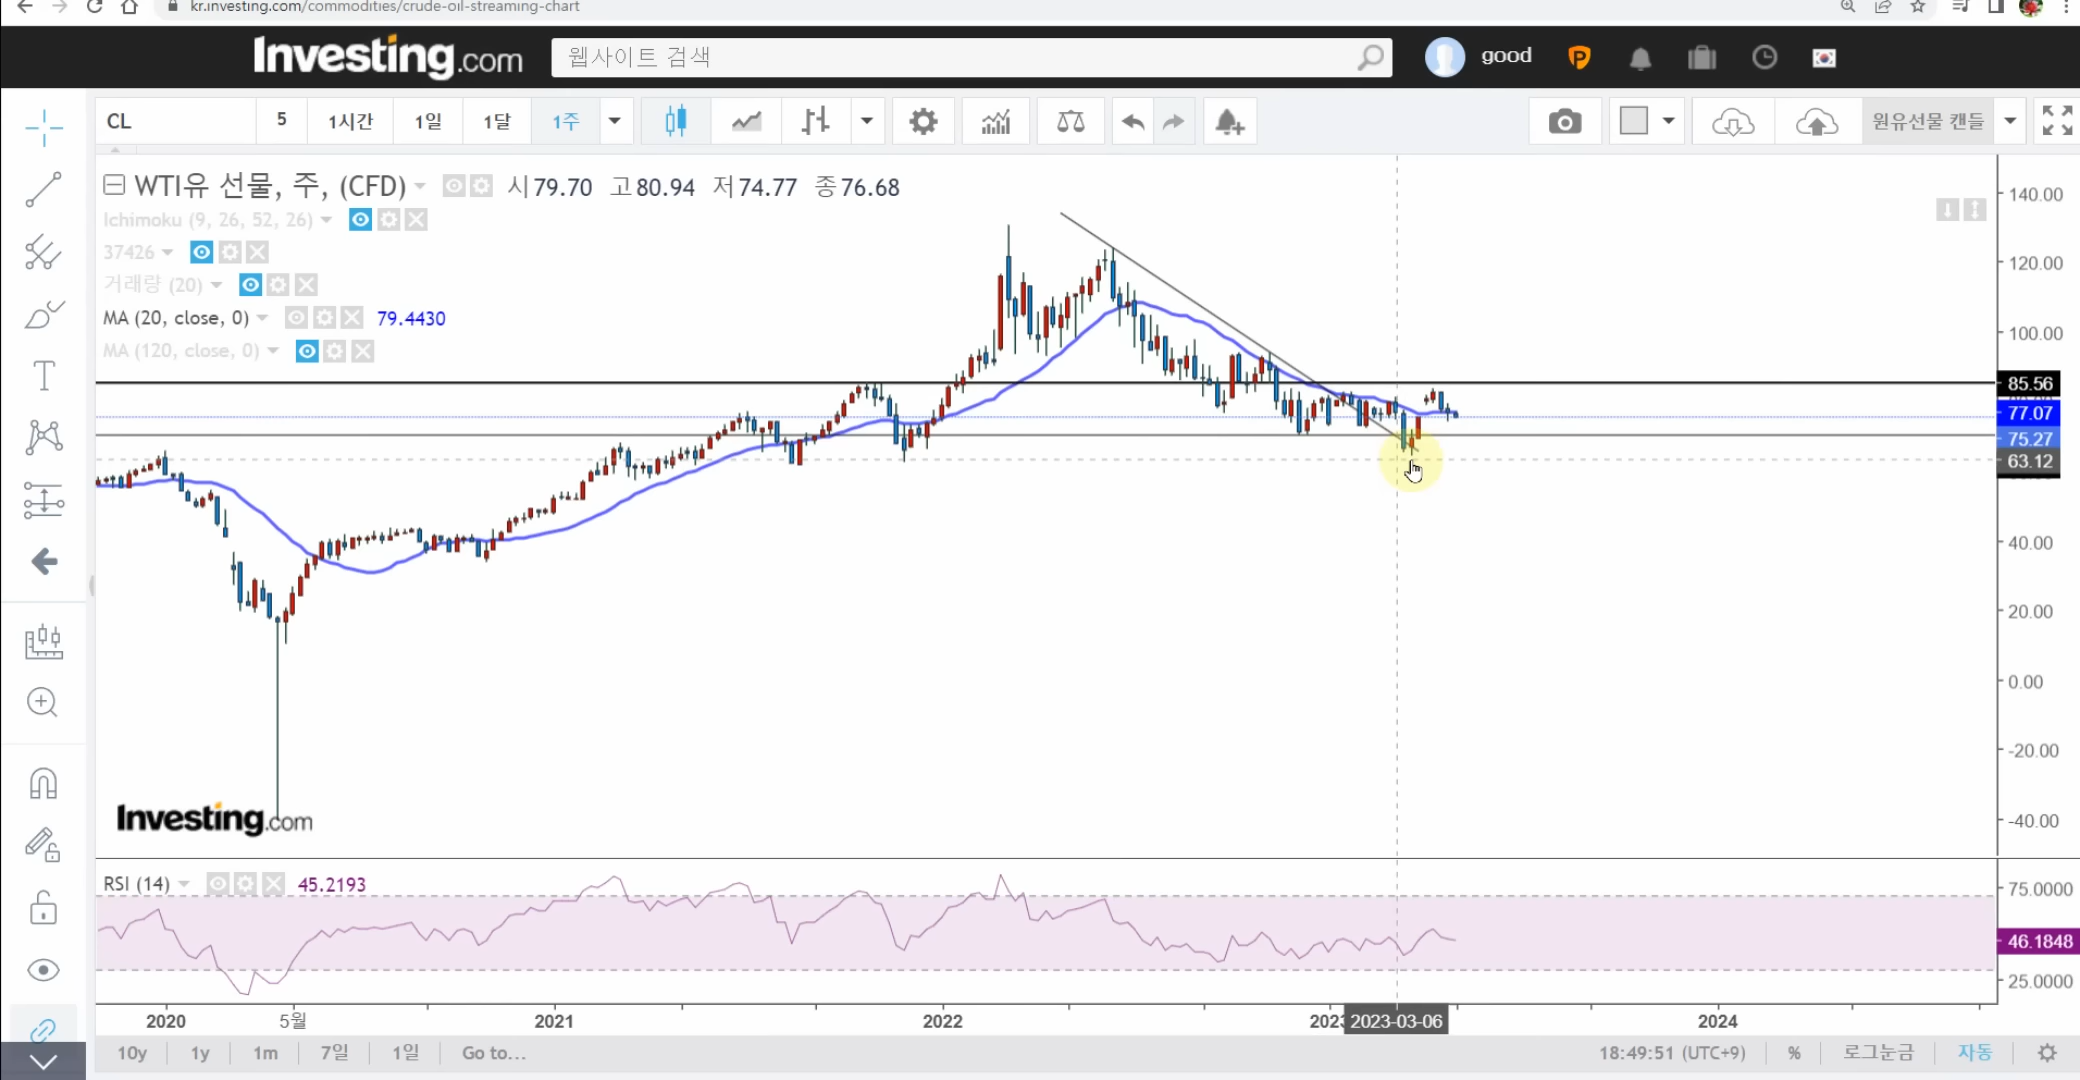 kr.investing.com/commodities/crude-oil-streaming-chart
Investing.com
웹사이트 검색
good
P
CL
5
1시간
1일
1달
1주
원유선물 캔들
WTI유 선물, 주, (CFD)
시79.70 고80.94 저74.77 종76.68
Ichimoku (9, 26, 52, 26)
37426
거래량 (20)
MA (20, close, 0)
79.4430
MA (120, close, 0)
140.00
120.00
100.00
85.56
77.07
75.27
63.12
40.00
20.00
0.00
-20.00
-40.00
Investing.com
RSI (14)
45.2193
75.0000
46.1848
25.0000
2020
5월
2021
2022
2023-03-06
2024
10y
1y
1m
7일
1일
Go to...
18:49:51 (UTC+9)
%
로그눈금
자동